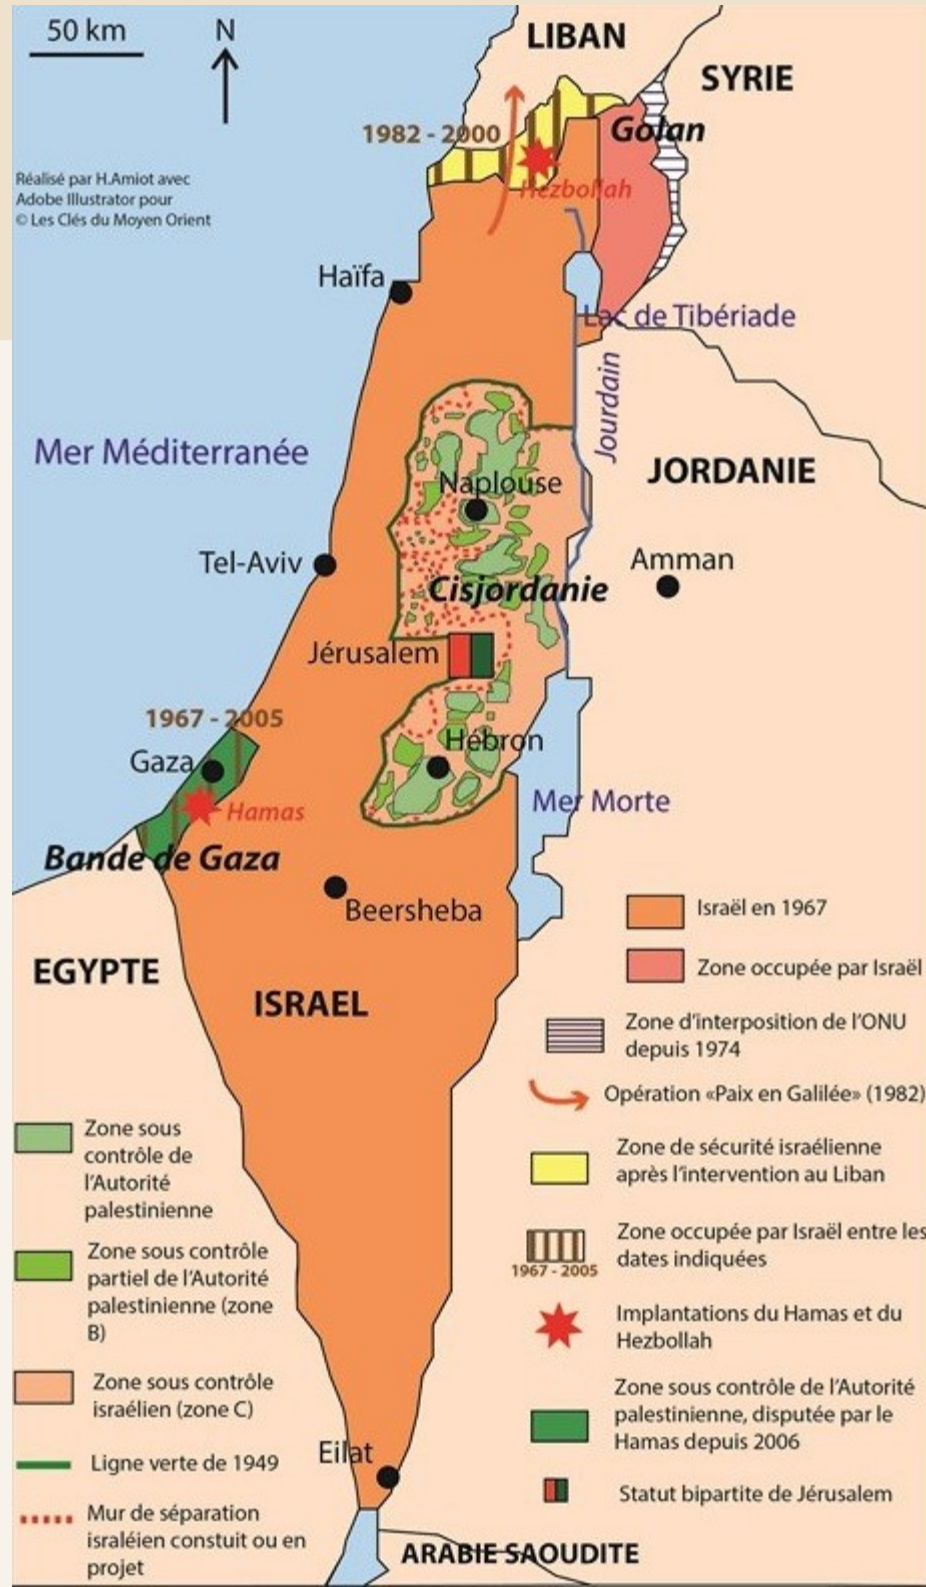 50 km
N
LIBAN
SYRIE
1982 - 2000
Golan
Réalisé par H.Amiot avec
Adobe Illustrator pour
© Les Clés du Moyen Orient
Hezbollah
Haïfa
Lac de Tibériade
Jourdain
Mer Méditerranée
JORDANIE
Naplouse
Tel-Aviv
Amman
Cisjordanie
Jérusalem
1967 - 2005
Hébron
Gaza
Hamas
Mer Morte
Bande de Gaza
Beersheba
EGYPTE
ISRAEL
Israël en 1967
Zone occupée par Israël
Zone d'interposition de l'ONU
depuis 1974
Opération «Paix en Galilée» (1982)
Zone de sécurité israélienne
après l'intervention au Liban
Zone occupée par Israël entre les
dates indiquées
1967 - 2005
Implantations du Hamas et du
Hezbollah
Zone sous contrôle de l'Autorité
palestinienne, disputée par le
Hamas depuis 2006
Statut bipartite de Jérusalem
Zone sous
contrôle de
l'Autorité
palestinienne
Zone sous contrôle
partiel de l'Autorité
palestinienne (zone
B)
Zone sous contrôle
israélien (zone C)
Ligne verte de 1949
Mur de séparation
israléien constuit ou en
projet
Eilat
ARABIE SAOUDITE